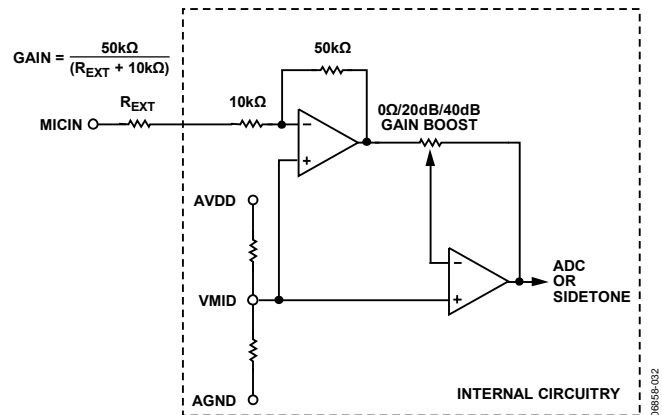 GAIN = 50kΩ
(REXT + 10kΩ)
50kΩ
REXT
10kΩ
MICIN
0Ω/20dB/40dB
GAIN BOOST
AVDD
ADC
OR
SIDETONE
VMID
AGND
INTERNAL CIRCUITRY
06858-032